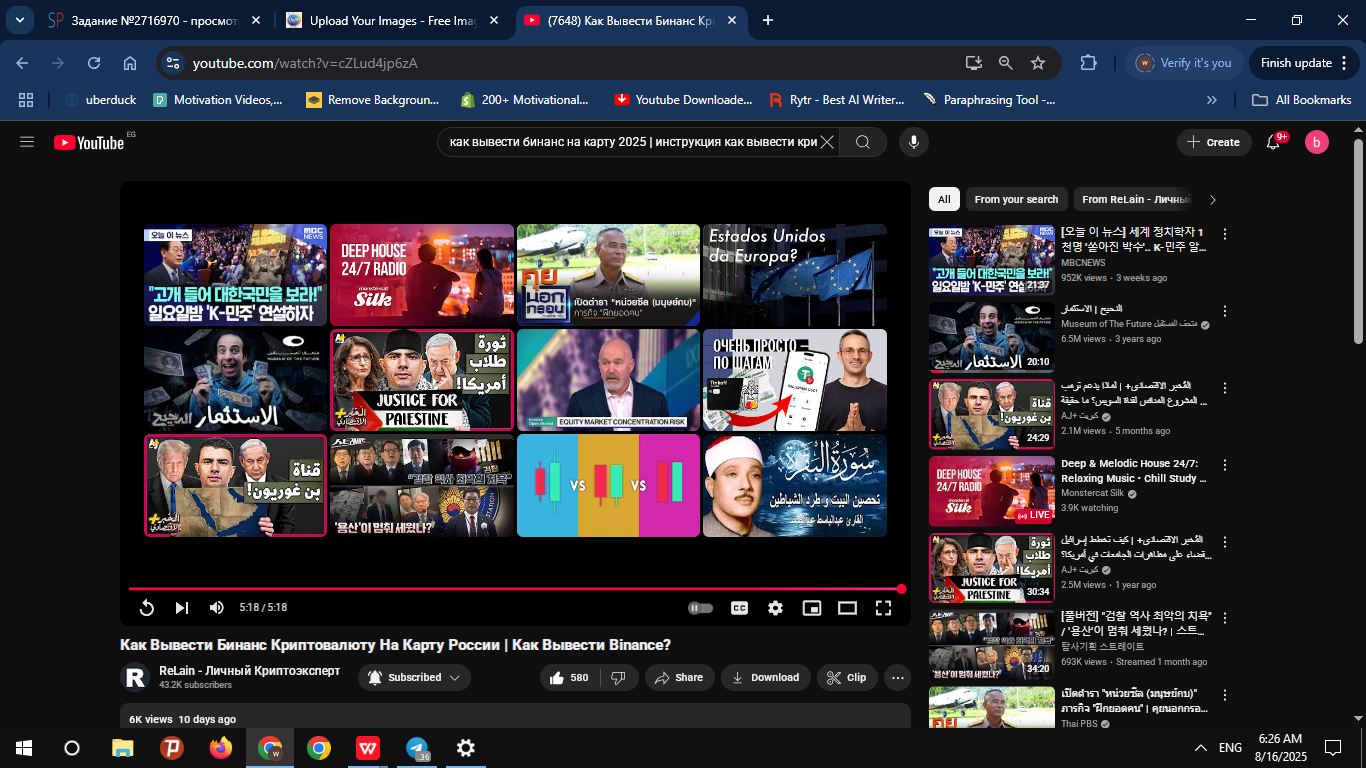 Задание №2716970 - просмотр
Upload Your Images - Free Imag
(7648) Как Вывести Бинанс Кри
youtube.com/watch?v=cZLud4jp6zA
Verify it's you
Finish update
uberduck
Motivation Videos,...
Remove Backgroun...
200+ Motivational...
Youtube Downloade...
Rytr - Best AI Writer...
Paraphrasing Tool -...
All Bookmarks
YouTube EG
как вывести бинанс на карту 2025 | инструкция как вывести кри
Create
9+
b
오늘 이 뉴스
MBC NEWS
"고개 들어 대한국민을 보라!"
일요일밤 'K-민주' 연설하자
DEEP HOUSE
24/7 RADIO
monstercat
Silk
คุย
นอก
กรอบ
เปิดตำรา "หน่วยซีล (มนุษย์กบ)"
ภารกิจ "ฝึกยอดคน"
Estados Unidos
da Europa?
MUSEUM OF THE FUTURE
الاستثمار
الدحيح
ثورة
طلاب
أمريكا!
JUSTICE FOR
PALESTINE
EQUITY MARKET CONCENTRATION RISK
ОЧЕНЬ ПРОСТО –
ПО ШАГАМ
قناة
بن غوريون!
"검찰 역사 최악의 치욕"
'용산'이 멈춰 세웠나?
VS
VS
سورة البقرة
تحصين البيت و طرد الشياطين
القارئ عبدالباسط عبدالصمد
5:18 / 5:18
CC
Как Вывести Бинанс Криптовалюту На Карту России | Как Вывести Binance?
ReLain - Личный Криптоэксперт
43.2K subscribers
Subscribed
580
Share
Download
Clip
6K views 10 days ago
All
From your search
From ReLain - Личный
[오늘 이 뉴스] 세계 정치학자 1
천명 '쏟아진 박수'.. K-민주 알...
MBCNEWS
952K views • 3 weeks ago
21:37
الدحيح | الاستثمار
Museum of The Future متحف المستقبل
6.5M views • 3 years ago
20:10
المُخبر الاقتصادي+ | لماذا يدعم ترمب
المشروع المنافس لقناة السويس؟ ما حقيقة ...
AJ+ كبريت
2.1M views • 5 months ago
24:29
Deep & Melodic House 24/7:
Relaxing Music • Chill Study ...
Monstercat Silk
3.9K watching
LIVE
المُخبر الاقتصادي+ | كيف تخطط إسرائيل
للقضاء على مظاهرات الجامعات في أمريكا؟...
AJ+ كبريت
2.5M views • 1 year ago
30:34
[풀버전] "검찰 역사 최악의 치욕"
/ '용산'이 멈춰 세웠나? | 스트...
탐사기획 스트레이트
693K views • Streamed 1 month ago
34:20
เปิดตำรา "หน่วยซีล (มนุษย์กบ)"
ภารกิจ "ฝึกยอดคน" | คุยนอกกรอ...
Thai PBS
36
ENG
6:26 AM
8/16/2025